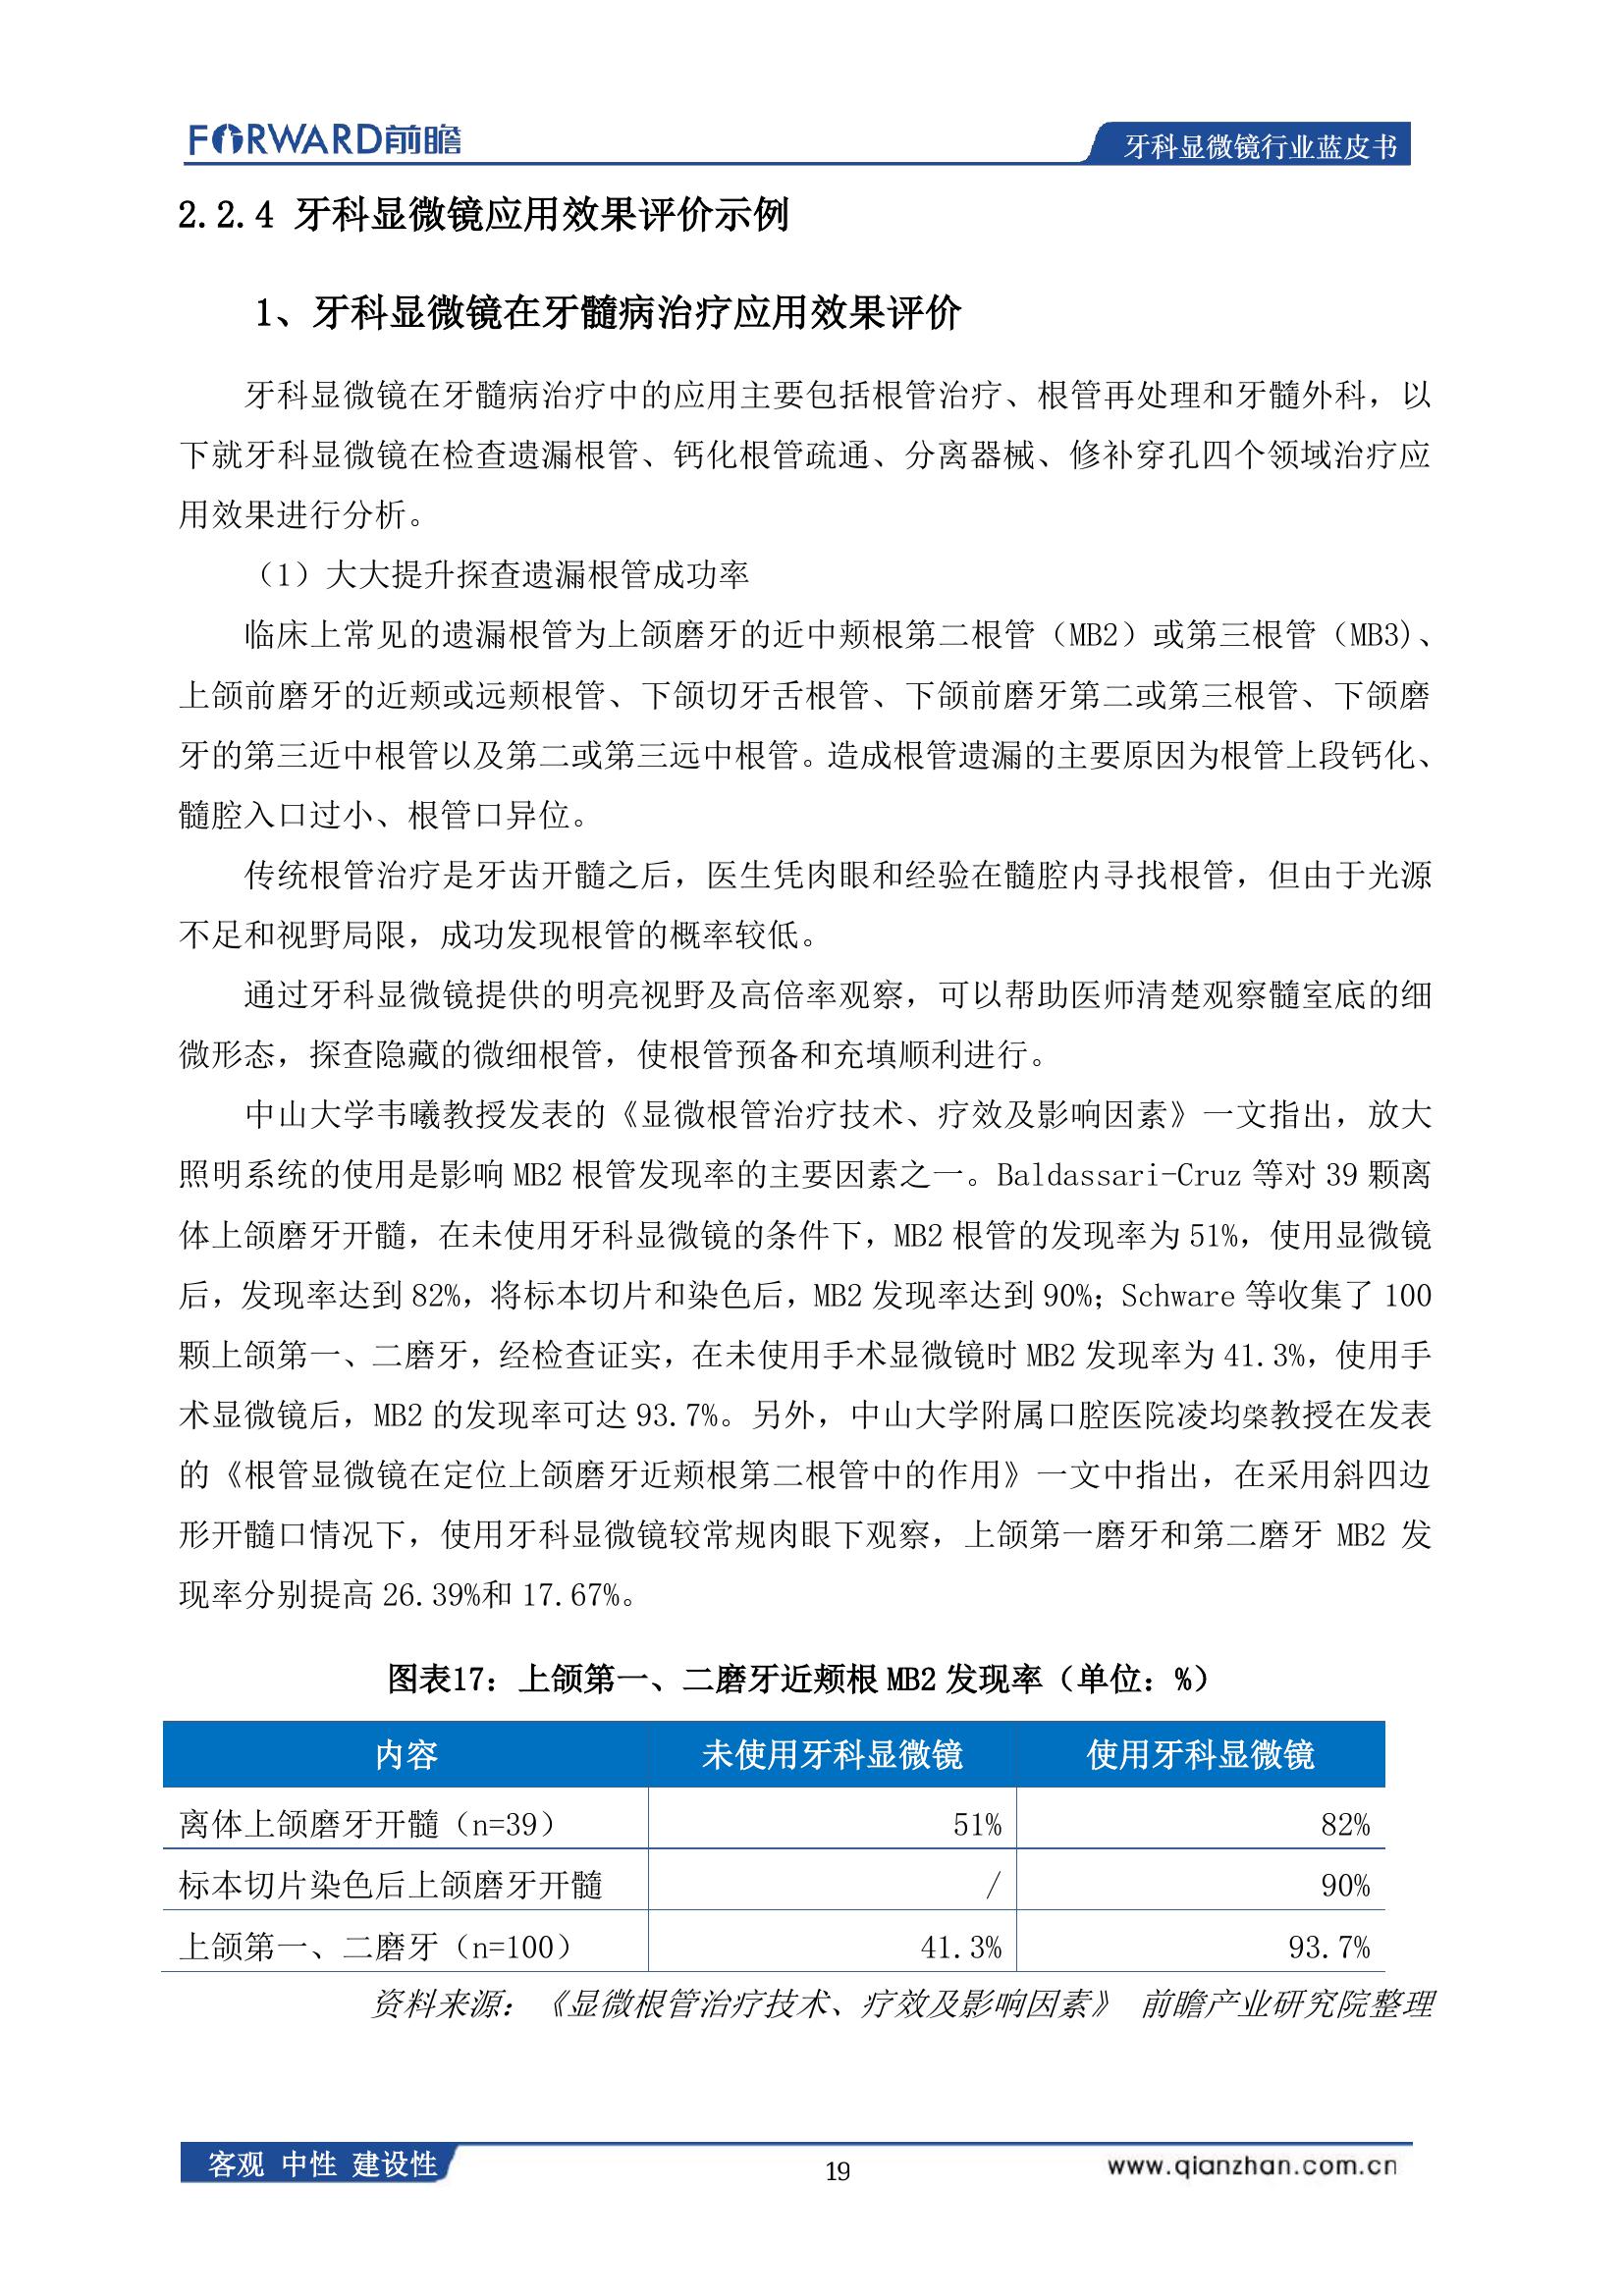 FORWARD前瞻
牙科显微镜行业蓝皮书
2.2.4 牙科显微镜应用效果评价示例
1、牙科显微镜在牙髓病治疗应用效果评价
牙科显微镜在牙髓病治疗中的应用主要包括根管治疗、根管再处理和牙髓外科，以
下就牙科显微镜在检查遗漏根管、钙化根管疏通、分离器械、修补穿孔四个领域治疗应
用效果进行分析。
（1）大大提升探查遗漏根管成功率
临床上常见的遗漏根管为上颌磨牙的近中颊根第二根管（MB2）或第三根管（MB3）、
上颌前磨牙的近颊或远颊根管、下颌切牙舌根管、下颌前磨牙第二或第三根管、下颌磨
牙的第三近中根管以及第二或第三远中根管。造成根管遗漏的主要原因为根管上段钙化、
髓腔入口过小、根管口异位。
传统根管治疗是牙齿开髓之后，医生凭肉眼和经验在髓腔内寻找根管，但由于光源
不足和视野局限，成功发现根管的概率较低。
通过牙科显微镜提供的明亮视野及高倍率观察，可以帮助医师清楚观察髓室底的细
微形态，探查隐藏的微细根管，使根管预备和充填顺利进行。
中山大学韦曦教授发表的《显微根管治疗技术、疗效及影响因素》一文指出，放大
照明系统的使用是影响 MB2 根管发现率的主要因素之一。Baldassari-Cruz 等对 39 颗离
体上颌磨牙开髓，在未使用牙科显微镜的条件下，MB2 根管的发现率为 51%，使用显微镜
后，发现率达到 82%，将标本切片和染色后，MB2 发现率达到 90%；Schware 等收集了 100
颗上颌第一、二磨牙，经检查证实，在未使用手术显微镜时 MB2 发现率为 41.3%，使用手
术显微镜后，MB2 的发现率可达 93.7%。另外，中山大学附属口腔医院凌均棨教授在发表
的《根管显微镜在定位上颌磨牙近颊根第二根管中的作用》一文中指出，在采用斜四边
形开髓口情况下，使用牙科显微镜较常规肉眼下观察，上颌第一磨牙和第二磨牙 MB2 发
现率分别提高 26.39%和 17.67%。
图表17：上颌第一、二磨牙近颊根 MB2 发现率（单位：%）
内容 未使用牙科显微镜 使用牙科显微镜
离体上颌磨牙开髓（n=39） 51% 82%
标本切片染色后上颌磨牙开髓 / 90%
上颌第一、二磨牙（n=100） 41.3% 93.7%
资料来源：《显微根管治疗技术、疗效及影响因素》 前瞻产业研究院整理
客观 中性 建设性
19
www.qianzhan.com.cn